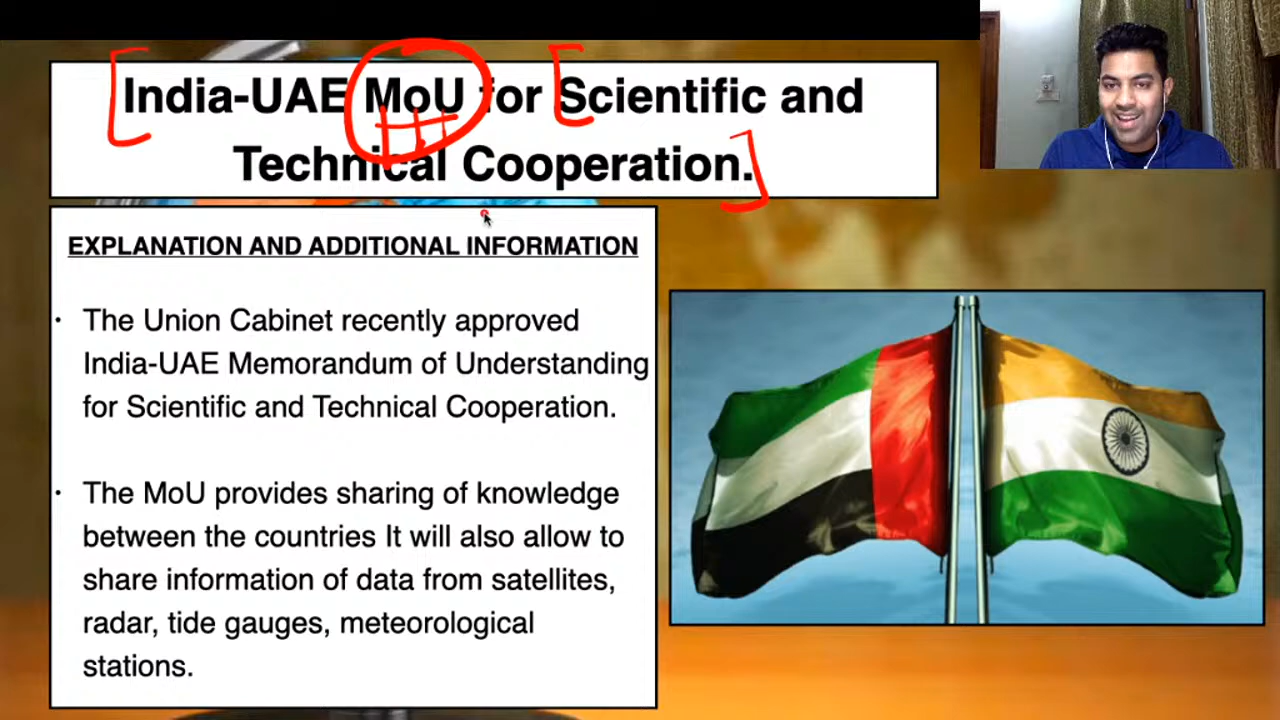 India-UAE MoU for Scientific and
Technical Cooperation.
EXPLANATION AND ADDITIONAL INFORMATION
• The Union Cabinet recently approved
India-UAE Memorandum of Understanding
for Scientific and Technical Cooperation.
• The MoU provides sharing of knowledge
between the countries It will also allow to
share information of data from satellites,
radar, tide gauges, meteorological
stations.